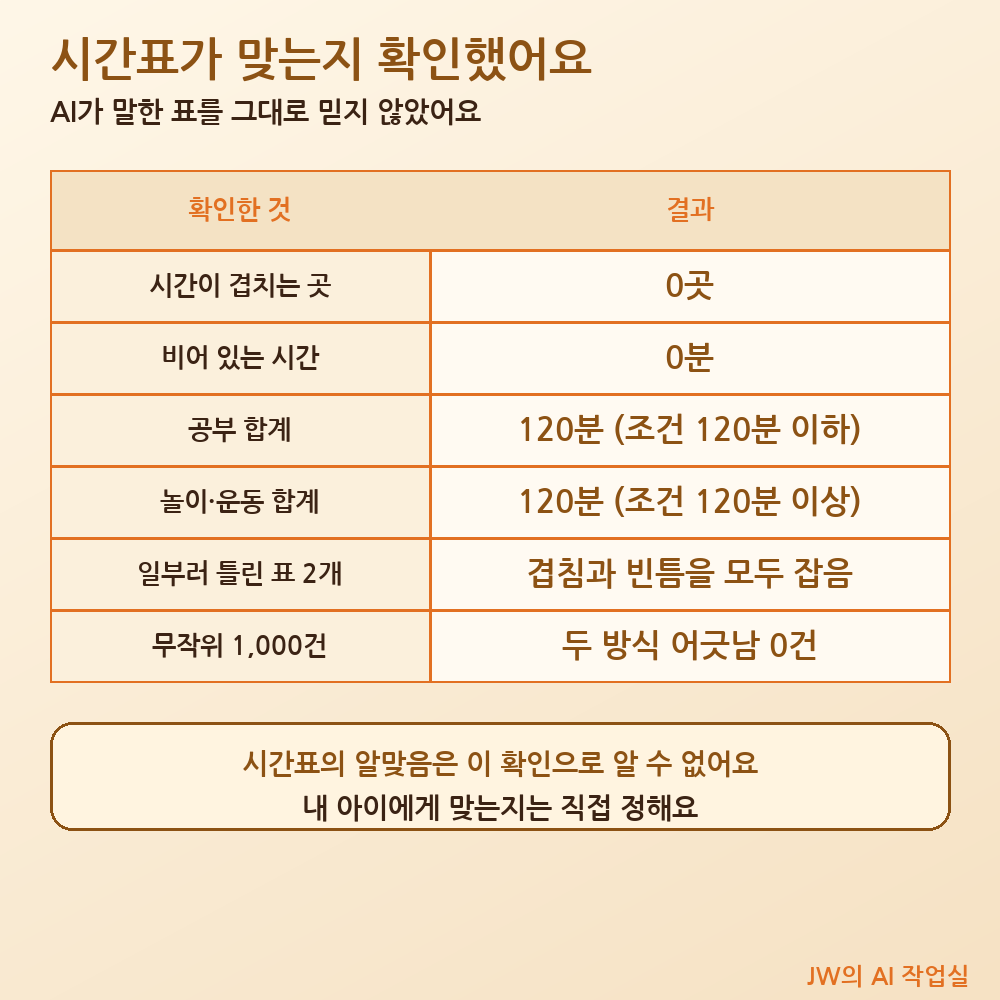 시간표가 맞는지 확인했어요
AI가 말한 표를 그대로 믿지 않았어요
확인한 것 결과
시간이 겹치는 곳 0곳
비어 있는 시간 0분
공부 합계 120분 (조건 120분 이하)
놀이·운동 합계 120분 (조건 120분 이상)
일부러 틀린 표 2개 겹침과 빈틈을 모두 잡음
무작위 1,000건 두 방식 어긋남 0건
시간표의 알맞음은 이 확인으로 알 수 없어요
내 아이에게 맞는지는 직접 정해요
JW의 AI 작업실